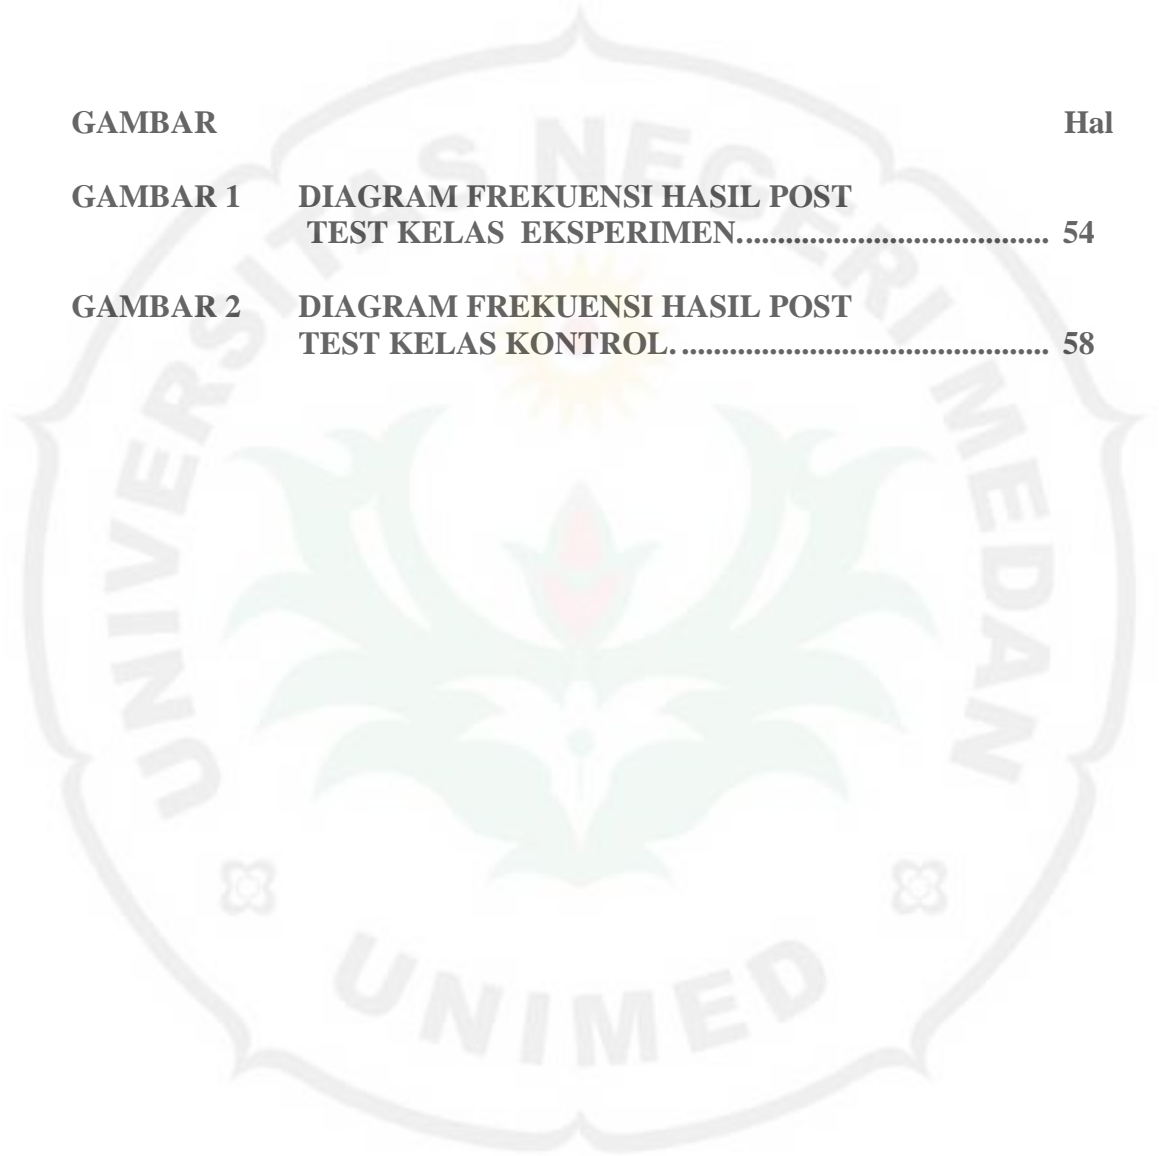 GAMBAR Hal
GAMBAR 1 DIAGRAM FREKUENSI HASIL POST
TEST KELAS EKSPERIMEN...................................... 54
GAMBAR 2 DIAGRAM FREKUENSI HASIL POST
TEST KELAS KONTROL. .............................................. 58
UNIVERSITAS NEGERI MEDAN
UNIMED